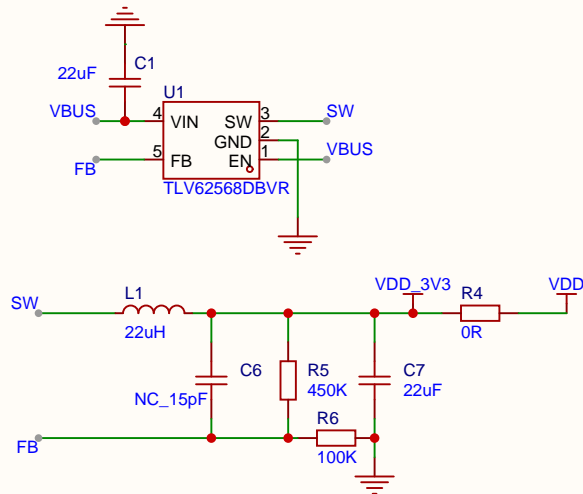 C1
22uF
U1
VBUS
4
VIN
SW
3
SW
GND
2
FB
5
FB
EN
1
VBUS
TLV62568DBVR
VDD_3V3
R4
VDD
SW
L1
0R
22uH
C6
R5
C7
NC_15pF
450K
22uF
R6
FB
100K